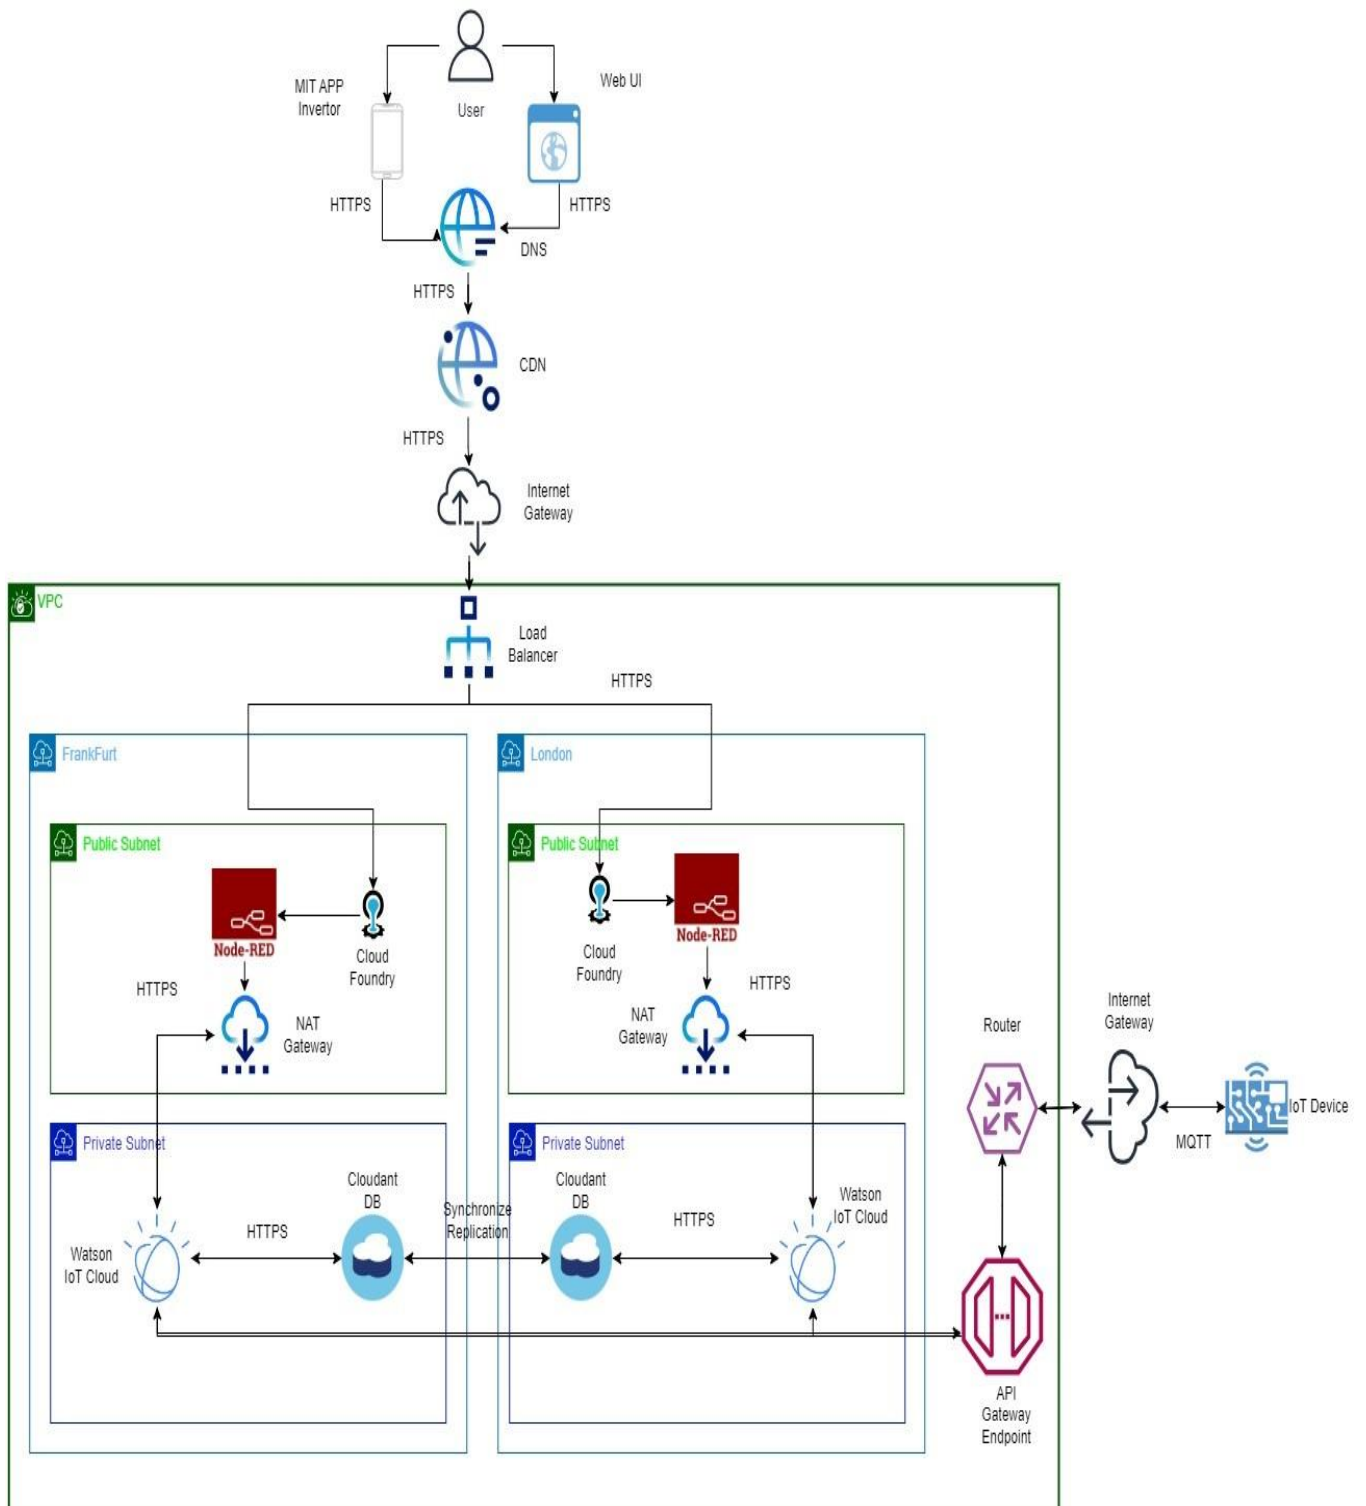 MIT APP
Invertor
User
Web UI
HTTPS
HTTPS
DNS
HTTPS
CDN
HTTPS
Internet
Gateway
VPC
Load
Balancer
HTTPS
FrankFurt
London
Public Subnet
Public Subnet
Node-RED
Cloud
Foundry
Node-RED
Cloud
Foundry
HTTPS
NAT
Gateway
NAT
Gateway
HTTPS
Router
Internet
Gateway
IoT Device
MQTT
Private Subnet
Private Subnet
Cloudant
DB
Synchronize
Replication
Cloudant
DB
Watson
IoT Cloud
HTTPS
HTTPS
Watson
IoT Cloud
API
Gateway
Endpoint